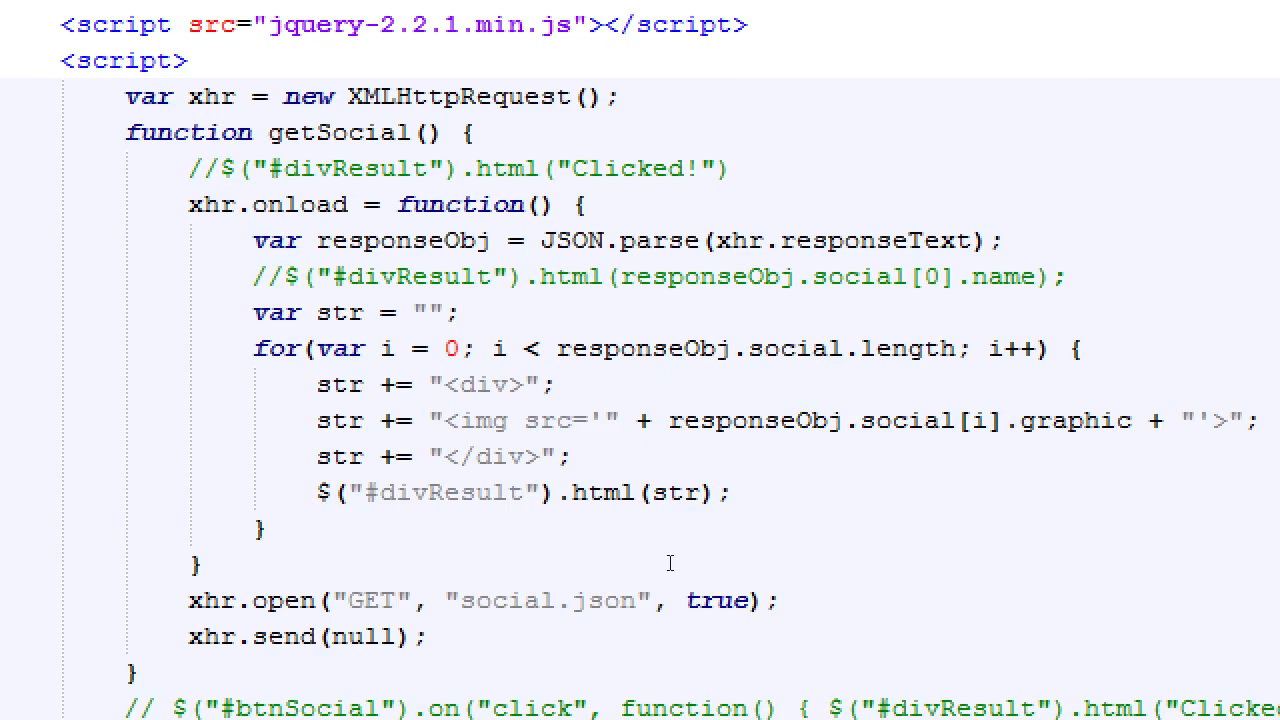 <script src="jquery-2.2.1.min.js"></script>
<script>
var xhr = new XMLHttpRequest();
function getSocial() {
//$("#divResult").html("Clicked!")
xhr.onload = function() {
var responseObj = JSON.parse(xhr.responseText);
//$("#divResult").html(responseObj.social[0].name);
var str = "";
for(var i = 0; i < responseObj.social.length; i++) {
str += "<div>";
str += "<img src='" + responseObj.social[i].graphic + "'>";
str += "</div>";
$("#divResult").html(str);
}
}
xhr.open("GET", "social.json", true);
xhr.send(null);
}
// $("#btnSocial").on("click", function() { $("#divResult").html("Clicke